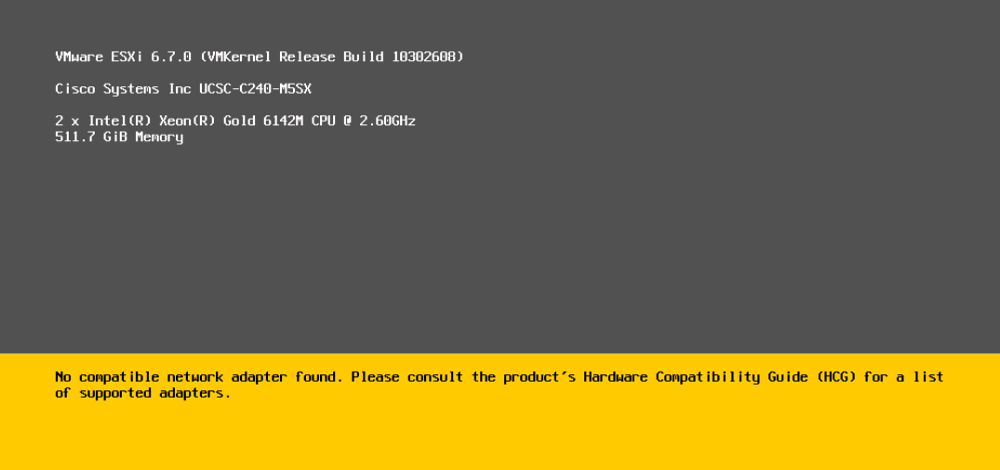 VMware ESXi 6.7.0 (VMKernel Release Build 10302608)
Cisco Systems Inc UCSC-C240-M5SX
2 x Intel(R) Xeon(R) Gold 6142M CPU @ 2.60GHz
511.7 GiB Memory
No compatible network adapter found. Please consult the product's Hardware Compatibility Guide (HCG) for a list
of supported adapters.